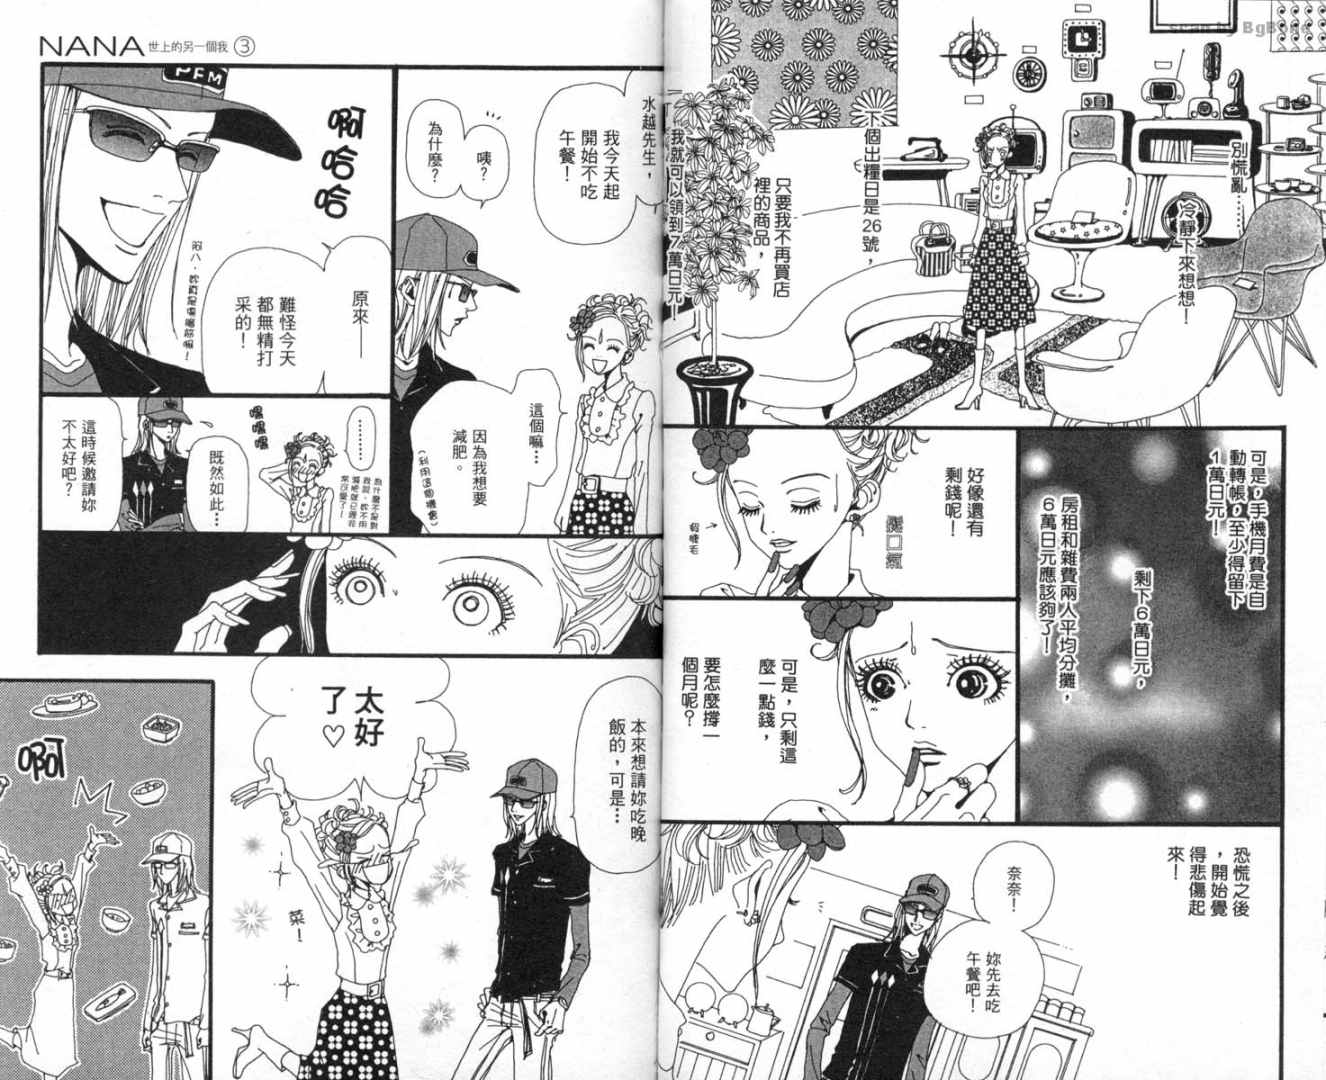 別慌亂……
冷靜下來想想！
下個出糧日是26號，
只要我不再買店
裡的商品，
我就可以領到7萬日元！
可是，手機月費是自
動轉帳，至少得留下
1萬日元！
剩下6萬日元，
房租和雜費兩人平均分攤，
6萬日元應該夠了！
好像還有
剩錢呢！
鬆口氣
假睫毛
可是，只剩這
麼一點錢，
要怎麼撐一
個月呢？
恐慌之後
，開始覺
得悲傷起
來！
奈奈！
妳先去吃
午餐吧！
NANA 世上的另一個我 ③
水越先生，
我今天起
開始不吃
午餐！
咦？
為什麼？
這個嘛…
因為我想要
減肥。
PFM
啊哈哈
原來——
難怪今天
都無精打
采的！
………
嘿嘿嘿
既然如此…
這時候邀請妳
不太好吧？
本來想請妳吃晚
飯的，可是…
太好
了♡
菜！
啊
scan by BgBone